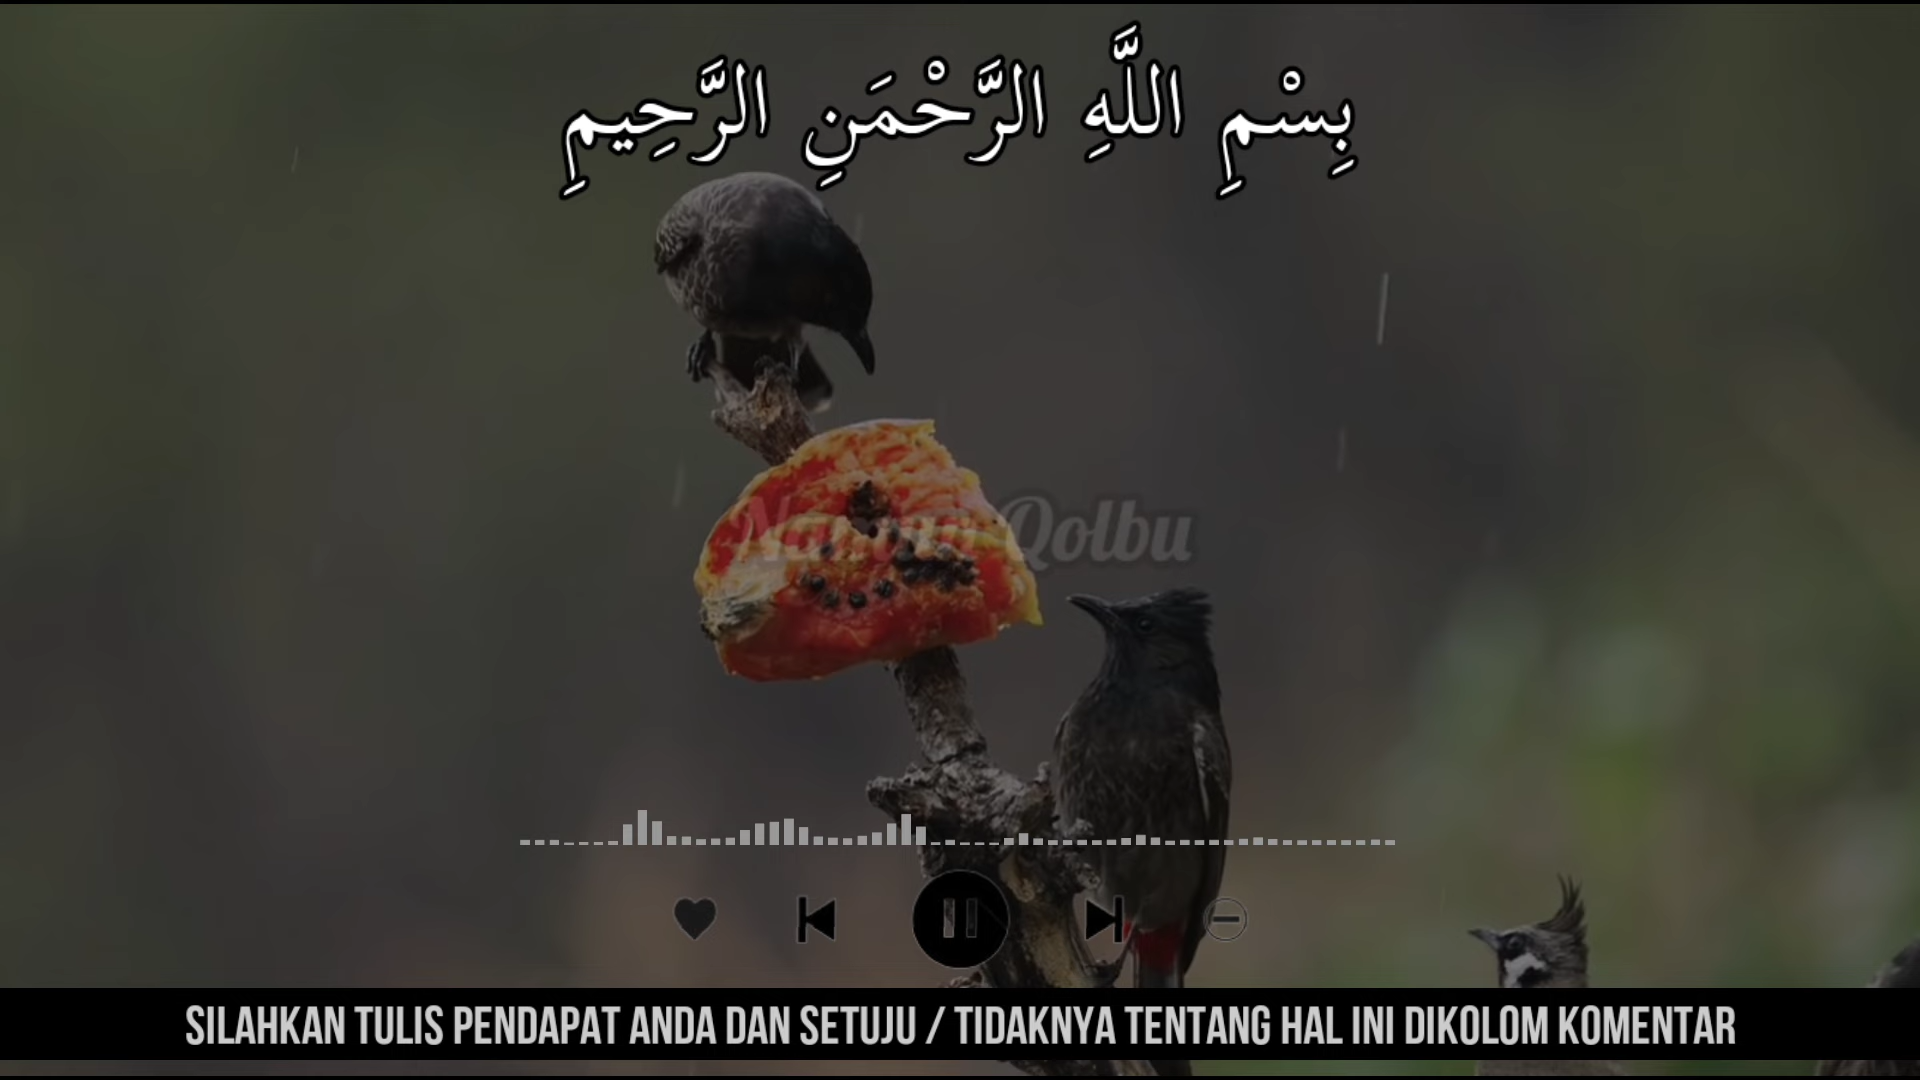 بِسْمِ اللَّهِ الرَّحْمَنِ الرَّحِيمِ
Qolbu
SILAHKAN TULIS PENDAPAT ANDA DAN SETUJU / TIDAKNYA TENTANG HAL INI DIKOLOM KOMENTAR